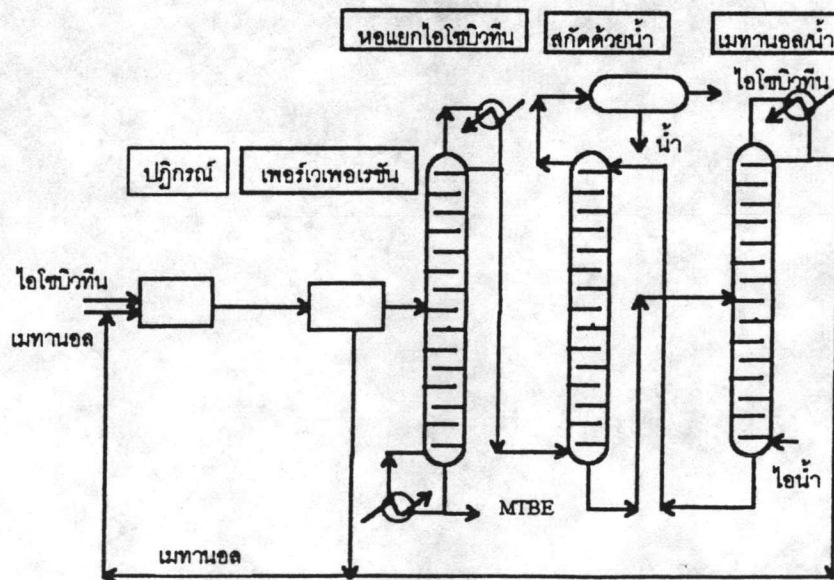 หอแยกไอโซบิวทีน
สกัดด้วยน้ำ
เมทานอล/น้ำ
ไอโซบิวทีน
น้ำ
ปฏิกรณ์
เพอร์เวเพอเรชัน
ไอโซบิวทีน
เมทานอล
ไอน้ำ
MTBE
เมทานอล